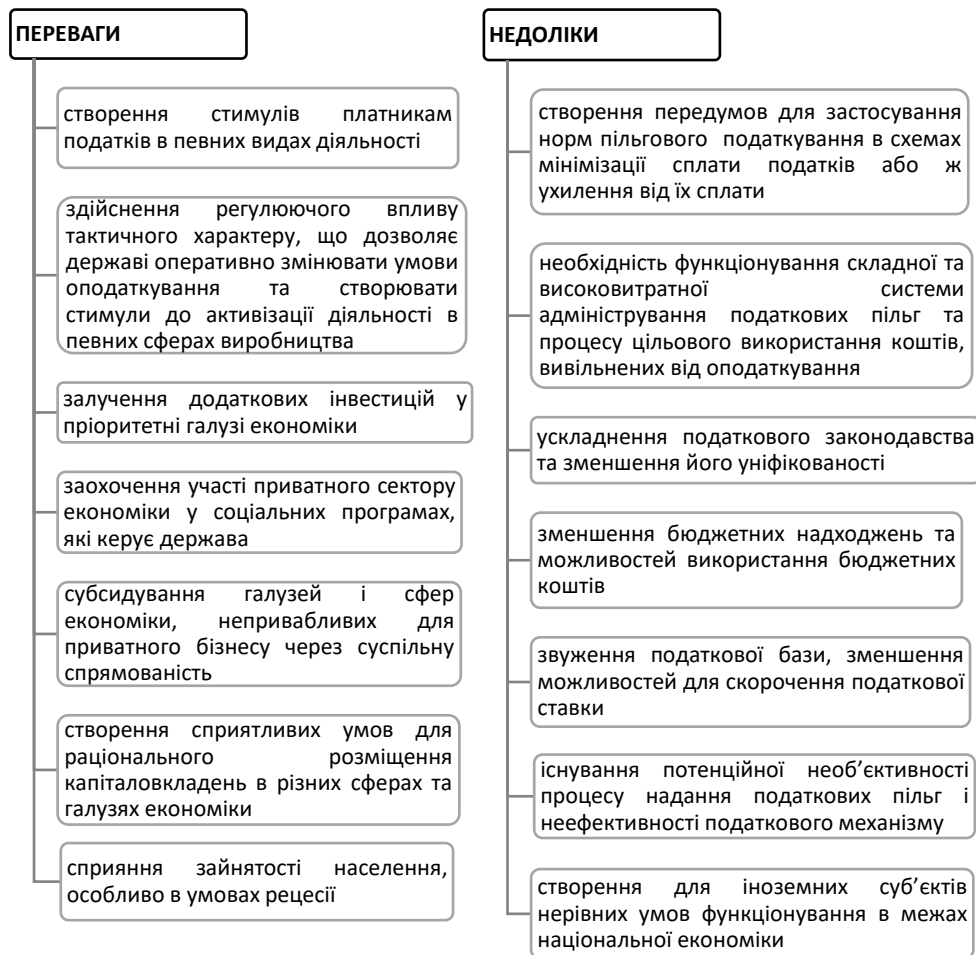 ПЕРЕВАГИ
створення стимулів платникам
податків в певних видах діяльності
здійснення регулюючого впливу
тактичного характеру, що дозволяє
державі оперативно змінювати умови
оподаткування та створювати
стимули до активізації діяльності в
певних сферах виробництва
залучення додаткових інвестицій у
пріоритетні галузі економіки
заохочення участі приватного сектору
економіки у соціальних програмах,
які керує держава
субсидування галузей і сфер
економіки, непривабливих для
приватного бізнесу через суспільну
спрямованість
створення сприятливих умов для
раціонального розміщення
капіталовкладень в різних сферах та
галузях економіки
сприяння зайнятості населення,
особливо в умовах рецесії
НЕДОЛІКИ
створення передумов для застосування
норм пільгового податкування в схемах
мінімізації сплати податків або ж
ухилення від їх сплати
необхідність функціонування складної та
високовитратної системи
адміністрування податкових пільг та
процесу цільового використання коштів,
вивільнених від оподаткування
ускладнення податкового законодавства
та зменшення його уніфікованості
зменшення бюджетних надходжень та
можливостей використання бюджетних
коштів
звуження податкової бази, зменшення
можливостей для скорочення податкової
ставки
існування потенційної необ’єктивності
процесу надання податкових пільг і
неефективності податкового механізму
створення для іноземних суб’єктів
нерівних умов функціонування в межах
національної економіки